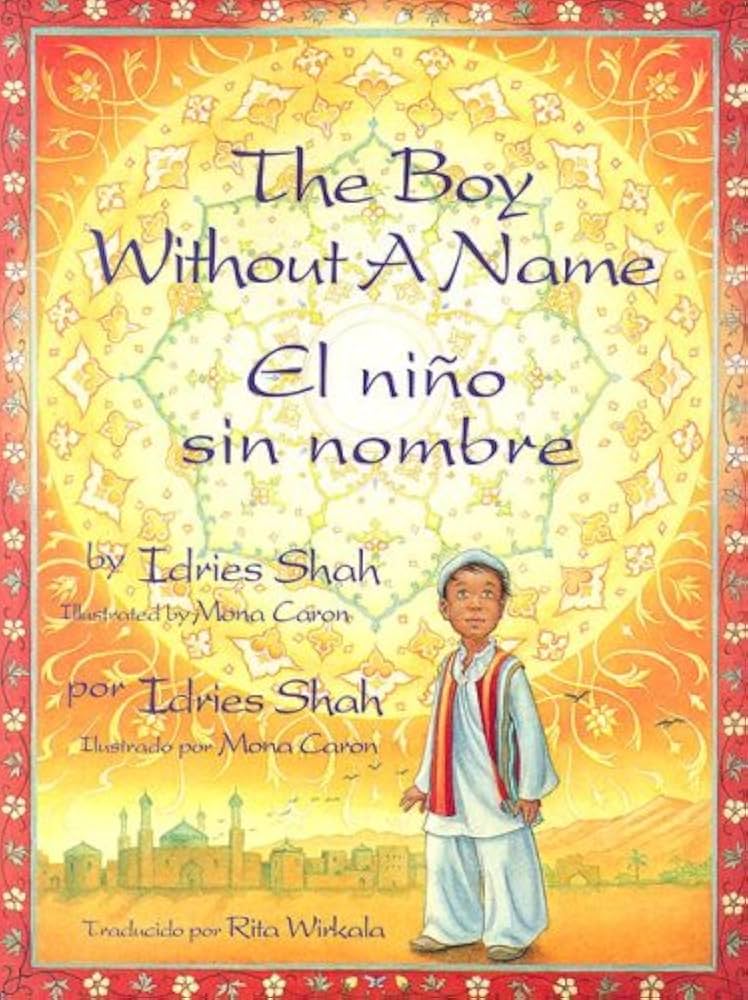 The Boy
Without A Name
El niño
sin nombre
by Idries Shah
Illustrated by Mona Caron
por Idries Shah
Ilustrado por Mona Caron
Traducido por Rita Wirkala